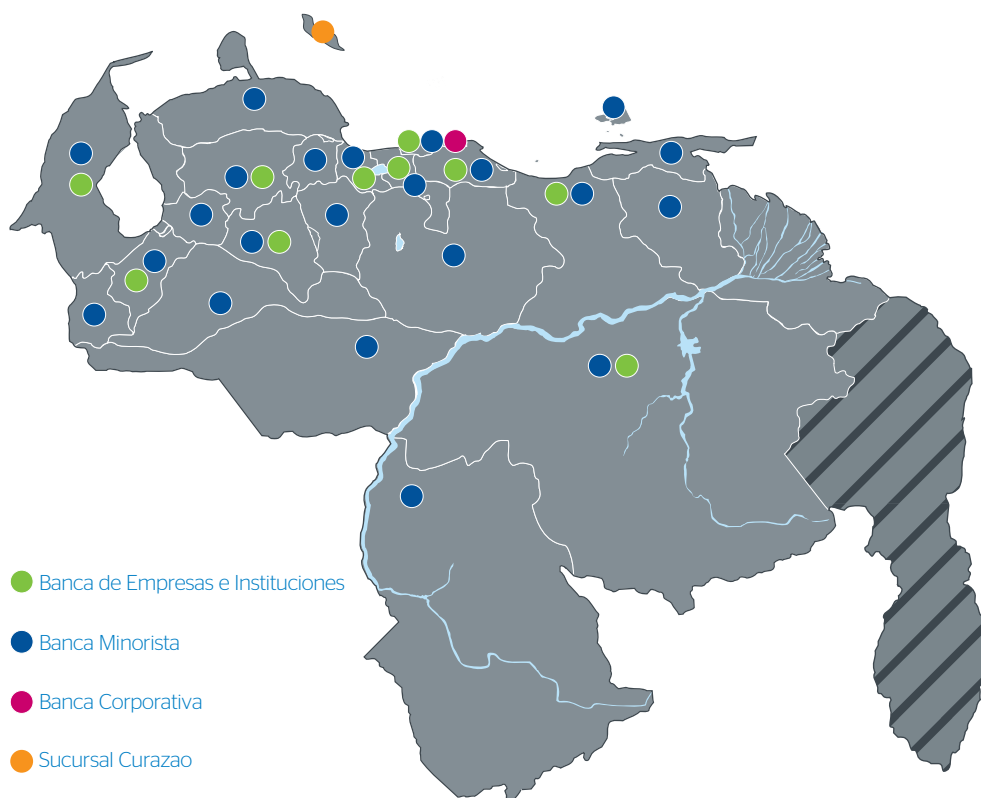 Banca de Empresas e Instituciones
Banca Minorista
Banca Corporativa
Sucursal Curazao